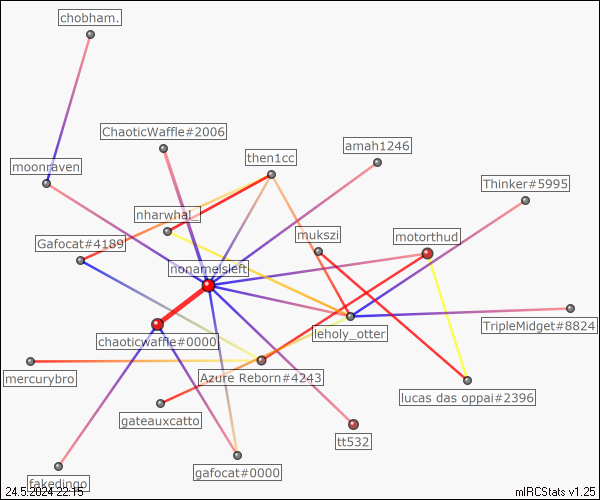 chobham.
ChaoticWaffle#2006
amah1246
then1cc
moonraven
Thinker#5995
nharwhal_
mukszi
motorthud
Gafocat#4189
nonameisleft
TripleMidget#8824
leholy_otter
chaoticwaffle#0000
mercurybro
Azure Reborn#4243
lucas das oppai#2396
gateauxcatto
tt532
gafocat#0000
fakedingo
24.5.2024 22:15
mIRCStats v1.25